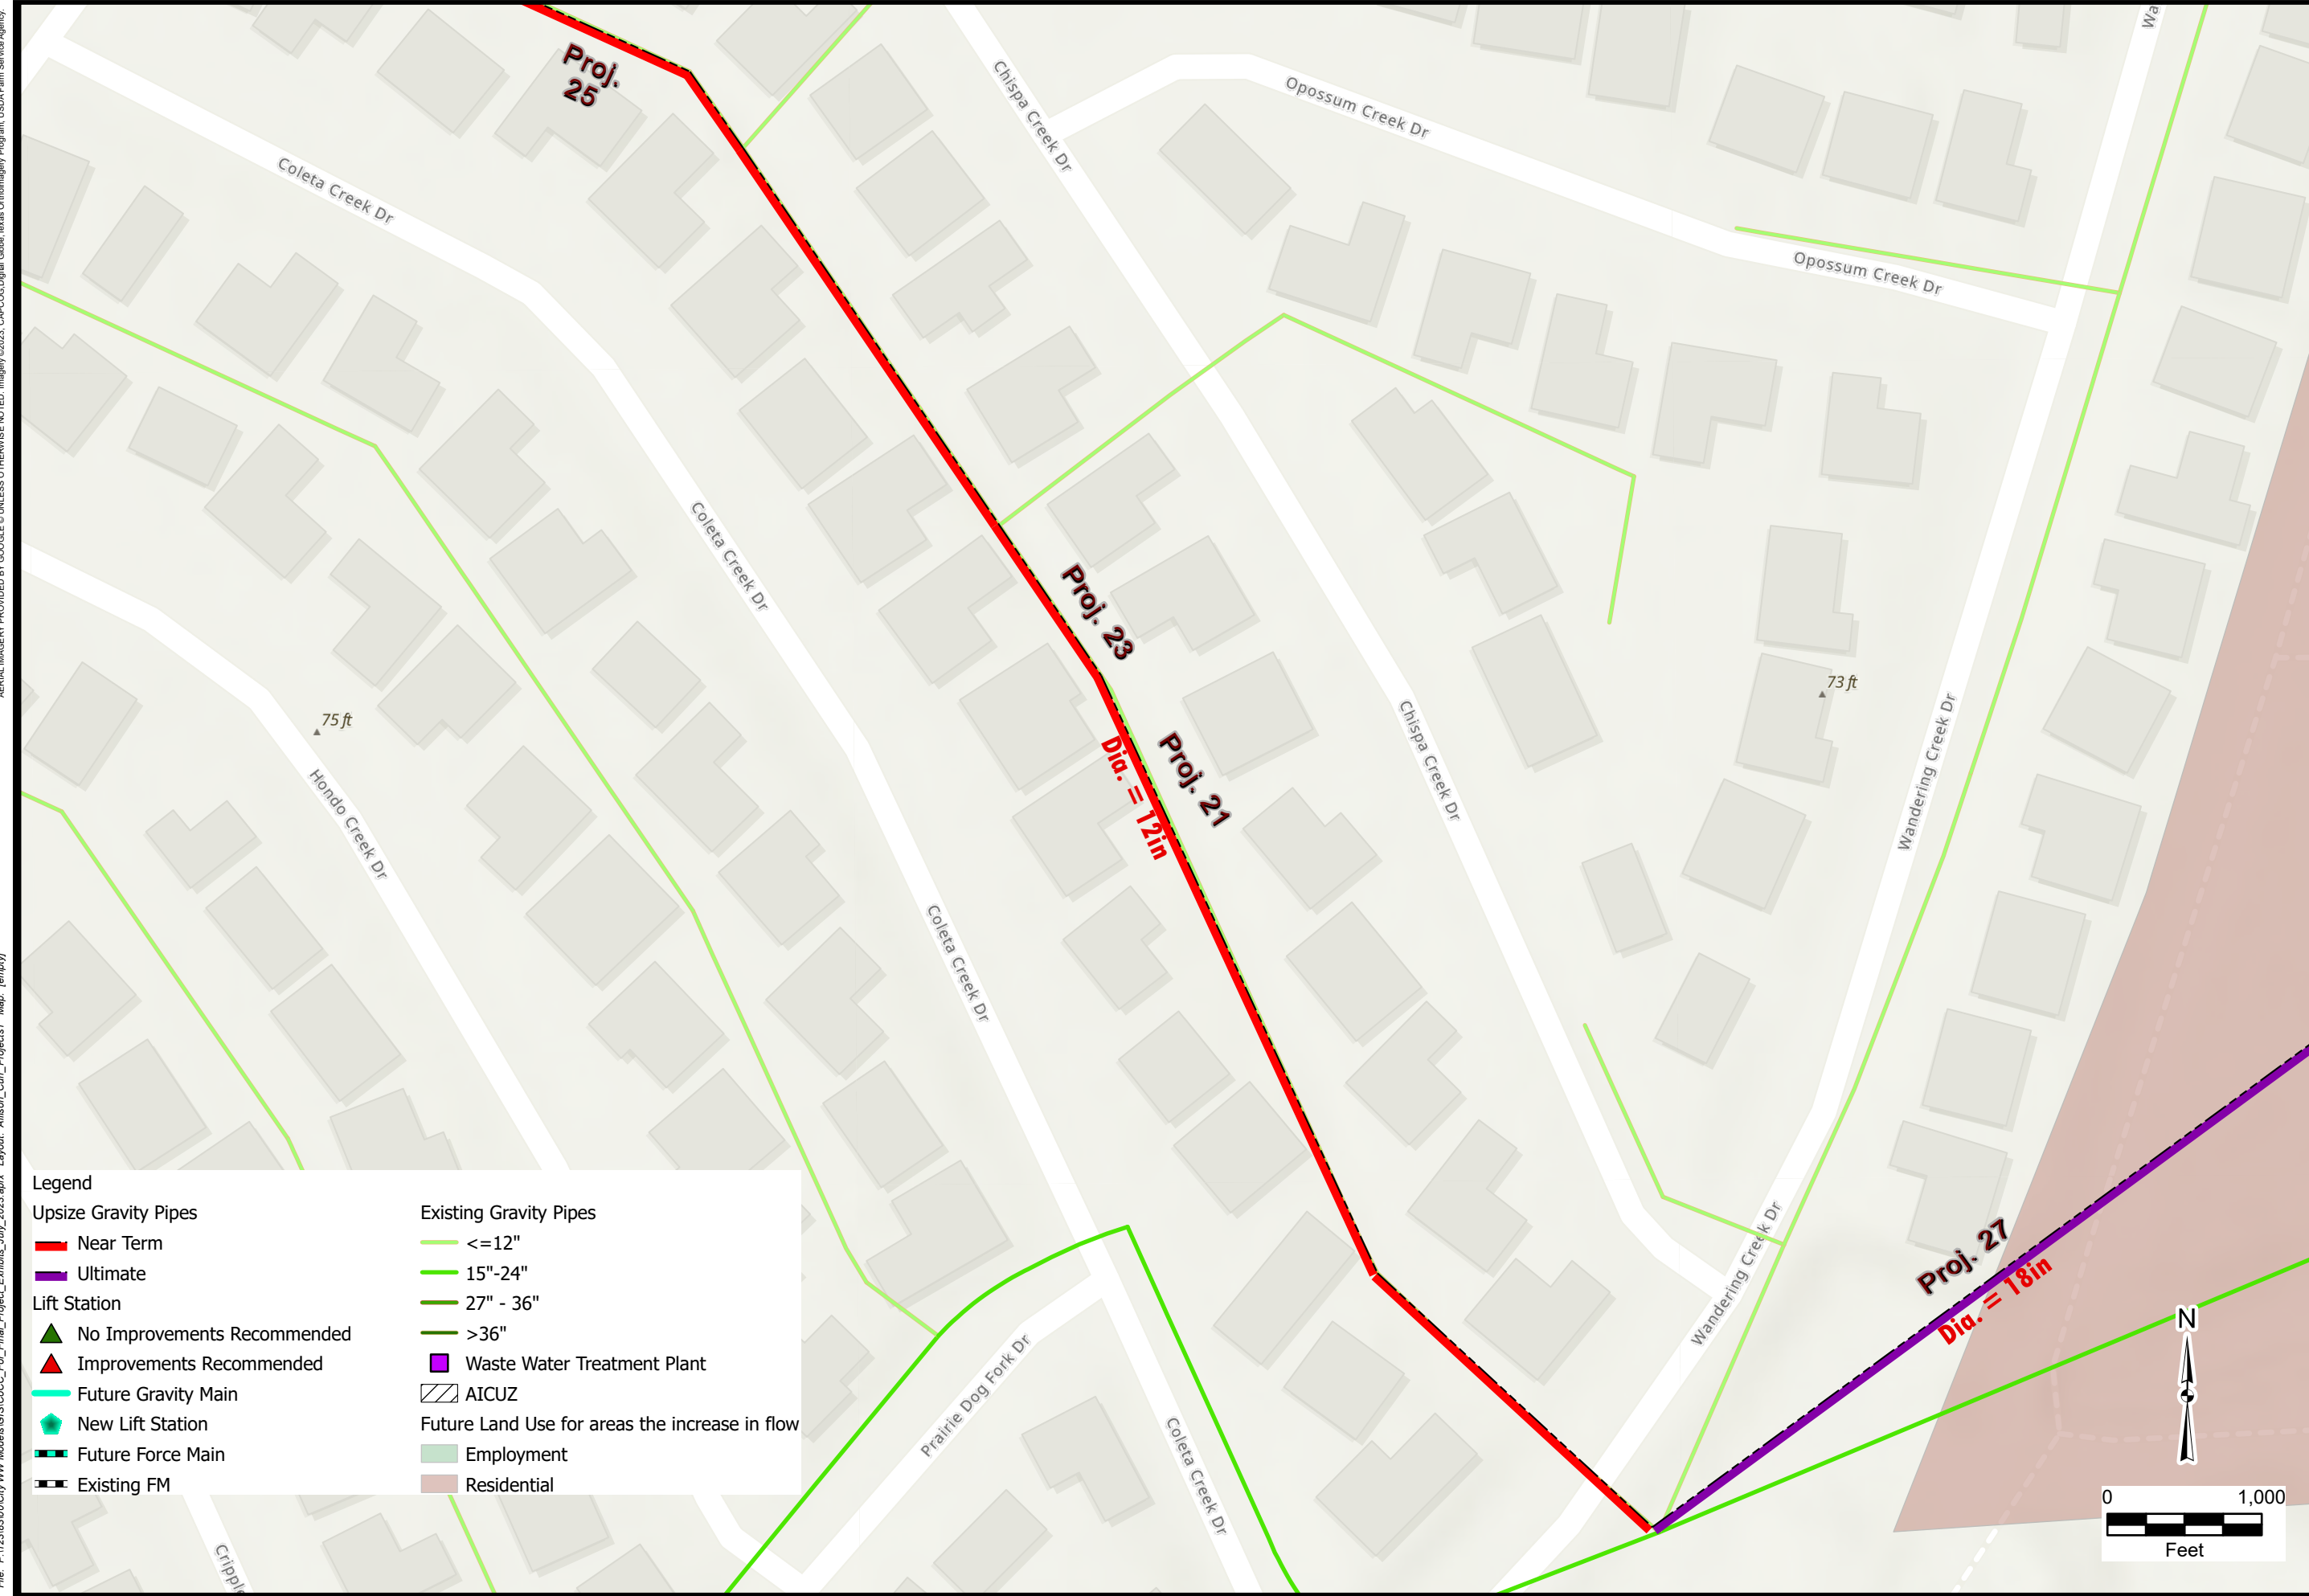 Proj.
25
Chispa Creek Dr
Opossum Creek Dr
Wa
Coleta Creek Dr
Opossum Creek Dr
Coleta Creek Dr
Proj. 23
73 ft
75 ft
Proj. 21
Dia. = 12in
Chispa Creek Dr
Wandering Creek Dr
Hondo Creek Dr
Coleta Creek Dr
Wandering Creek Dr
Proj. 27
Dia. = 18in
Prairie Dog Fork Dr
Coleta Creek Dr
Cripple
Legend
Upsize Gravity Pipes
Near Term
Ultimate
Lift Station
No Improvements Recommended
Improvements Recommended
Future Gravity Main
New Lift Station
Future Force Main
Existing FM
Existing Gravity Pipes
<=12"
15"-24"
27" - 36"
>36"
Waste Water Treatment Plant
AICUZ
Future Land Use for areas the increase in flow
Employment
Residential
N
0 1,000
Feet